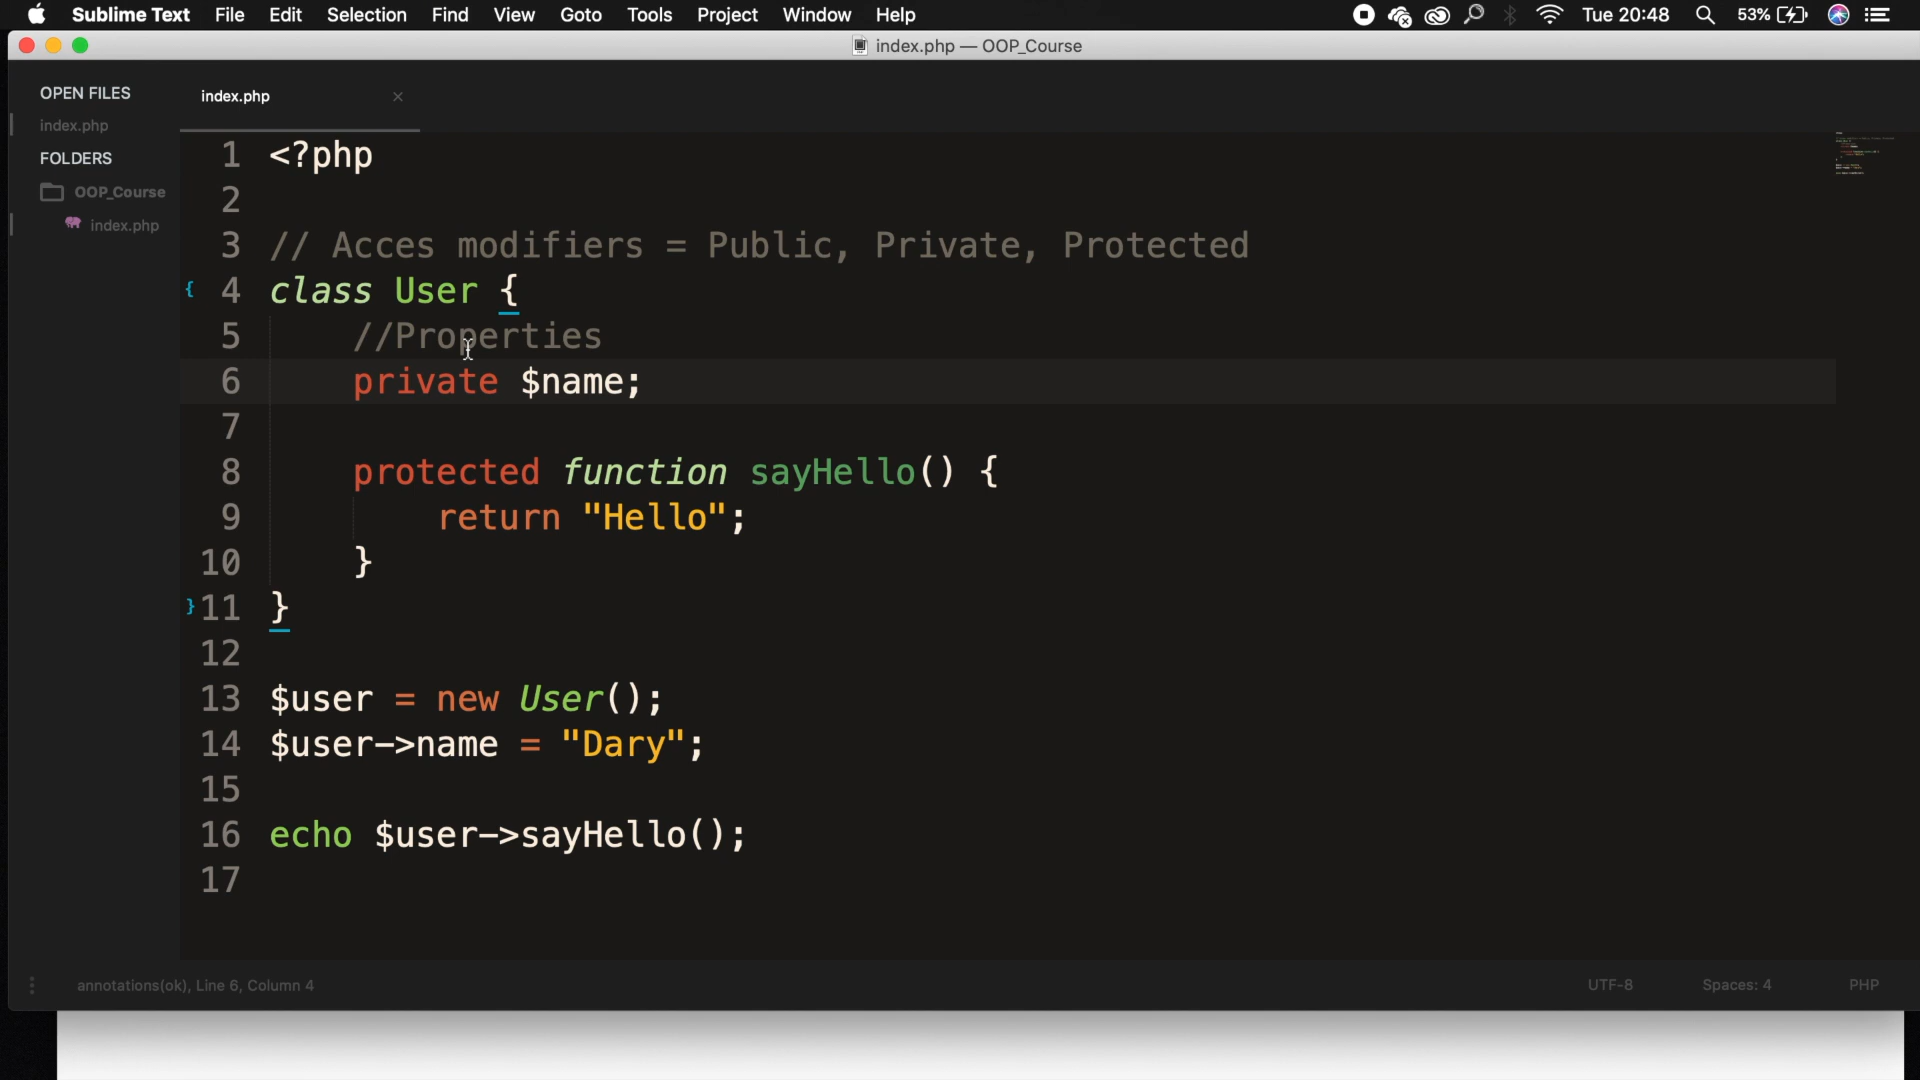 Sublime Text File Edit Selection Find View Goto Tools Project Window Help Tue 20:48 53%
index.php — OOP_Course
OPEN FILES
index.php
FOLDERS
OOP_Course
index.php
index.php ×
1 <?php
2
3 // Acces modifiers = Public, Private, Protected
{ 4 class User {
5 //Properties
6 private $name;
7
8 protected function sayHello() {
9 return "Hello";
10 }
} 11 }
12
13 $user = new User();
14 $user->name = "Dary";
15
16 echo $user->sayHello();
17
annotations(ok), Line 6, Column 4 UTF-8 Spaces: 4 PHP